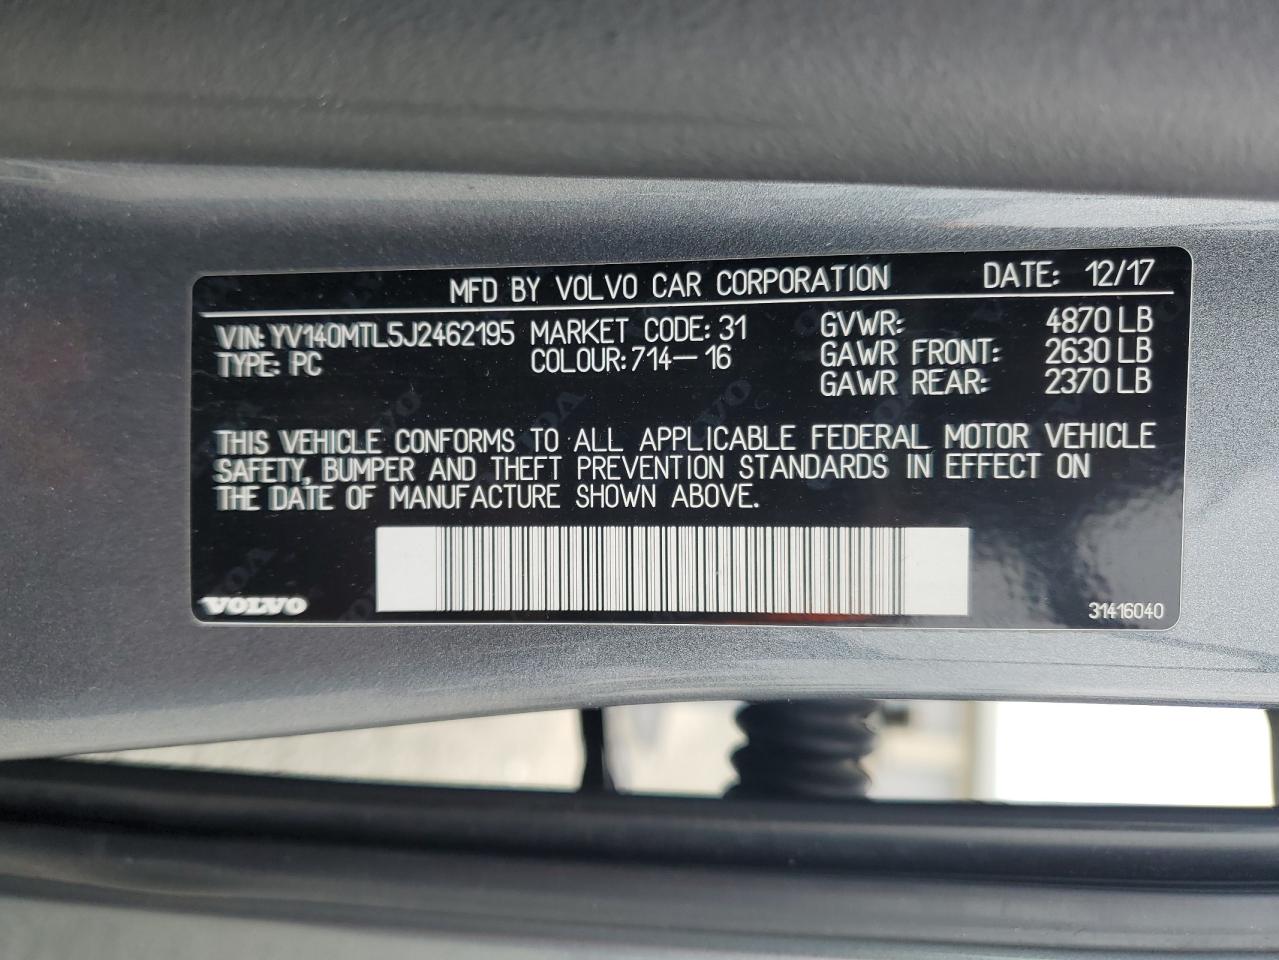 MFD BY VOLVO CAR CORPORATION DATE: 12/17
VIN: YV140MTL5J2462195 MARKET CODE: 31 GVWR: 4870 LB
TYPE: PC COLOUR: 714-16 GAWR FRONT: 2630 LB
GAWR REAR: 2370 LB
THIS VEHICLE CONFORMS TO ALL APPLICABLE FEDERAL MOTOR VEHICLE
SAFETY, BUMPER AND THEFT PREVENTION STANDARDS IN EFFECT ON
THE DATE OF MANUFACTURE SHOWN ABOVE.
VOLVO 31416040